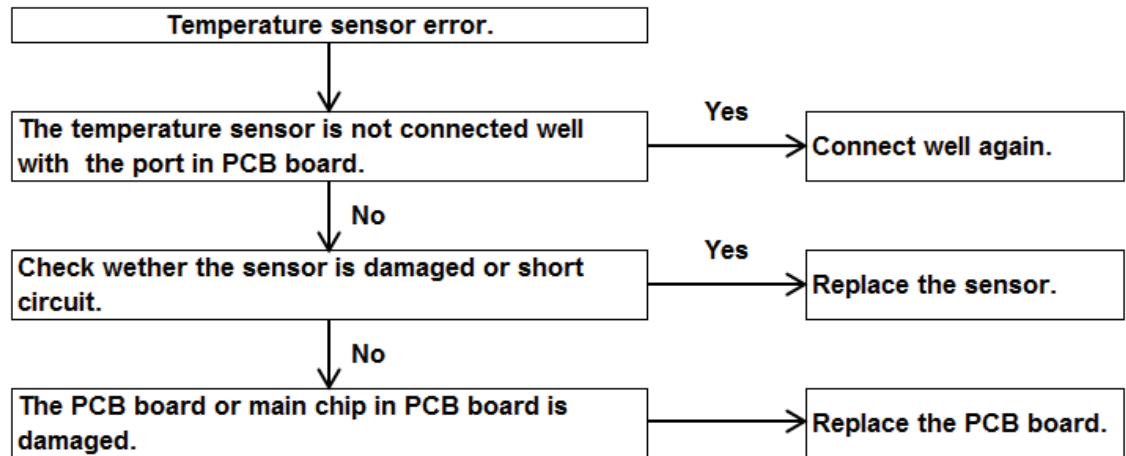 Temperature sensor error.
Yes
The temperature sensor is not connected well
with the port in PCB board.
Connect well again.
No
Yes
Check wether the sensor is damaged or short
circuit.
Replace the sensor.
No
The PCB board or main chip in PCB board is
damaged.
Replace the PCB board.